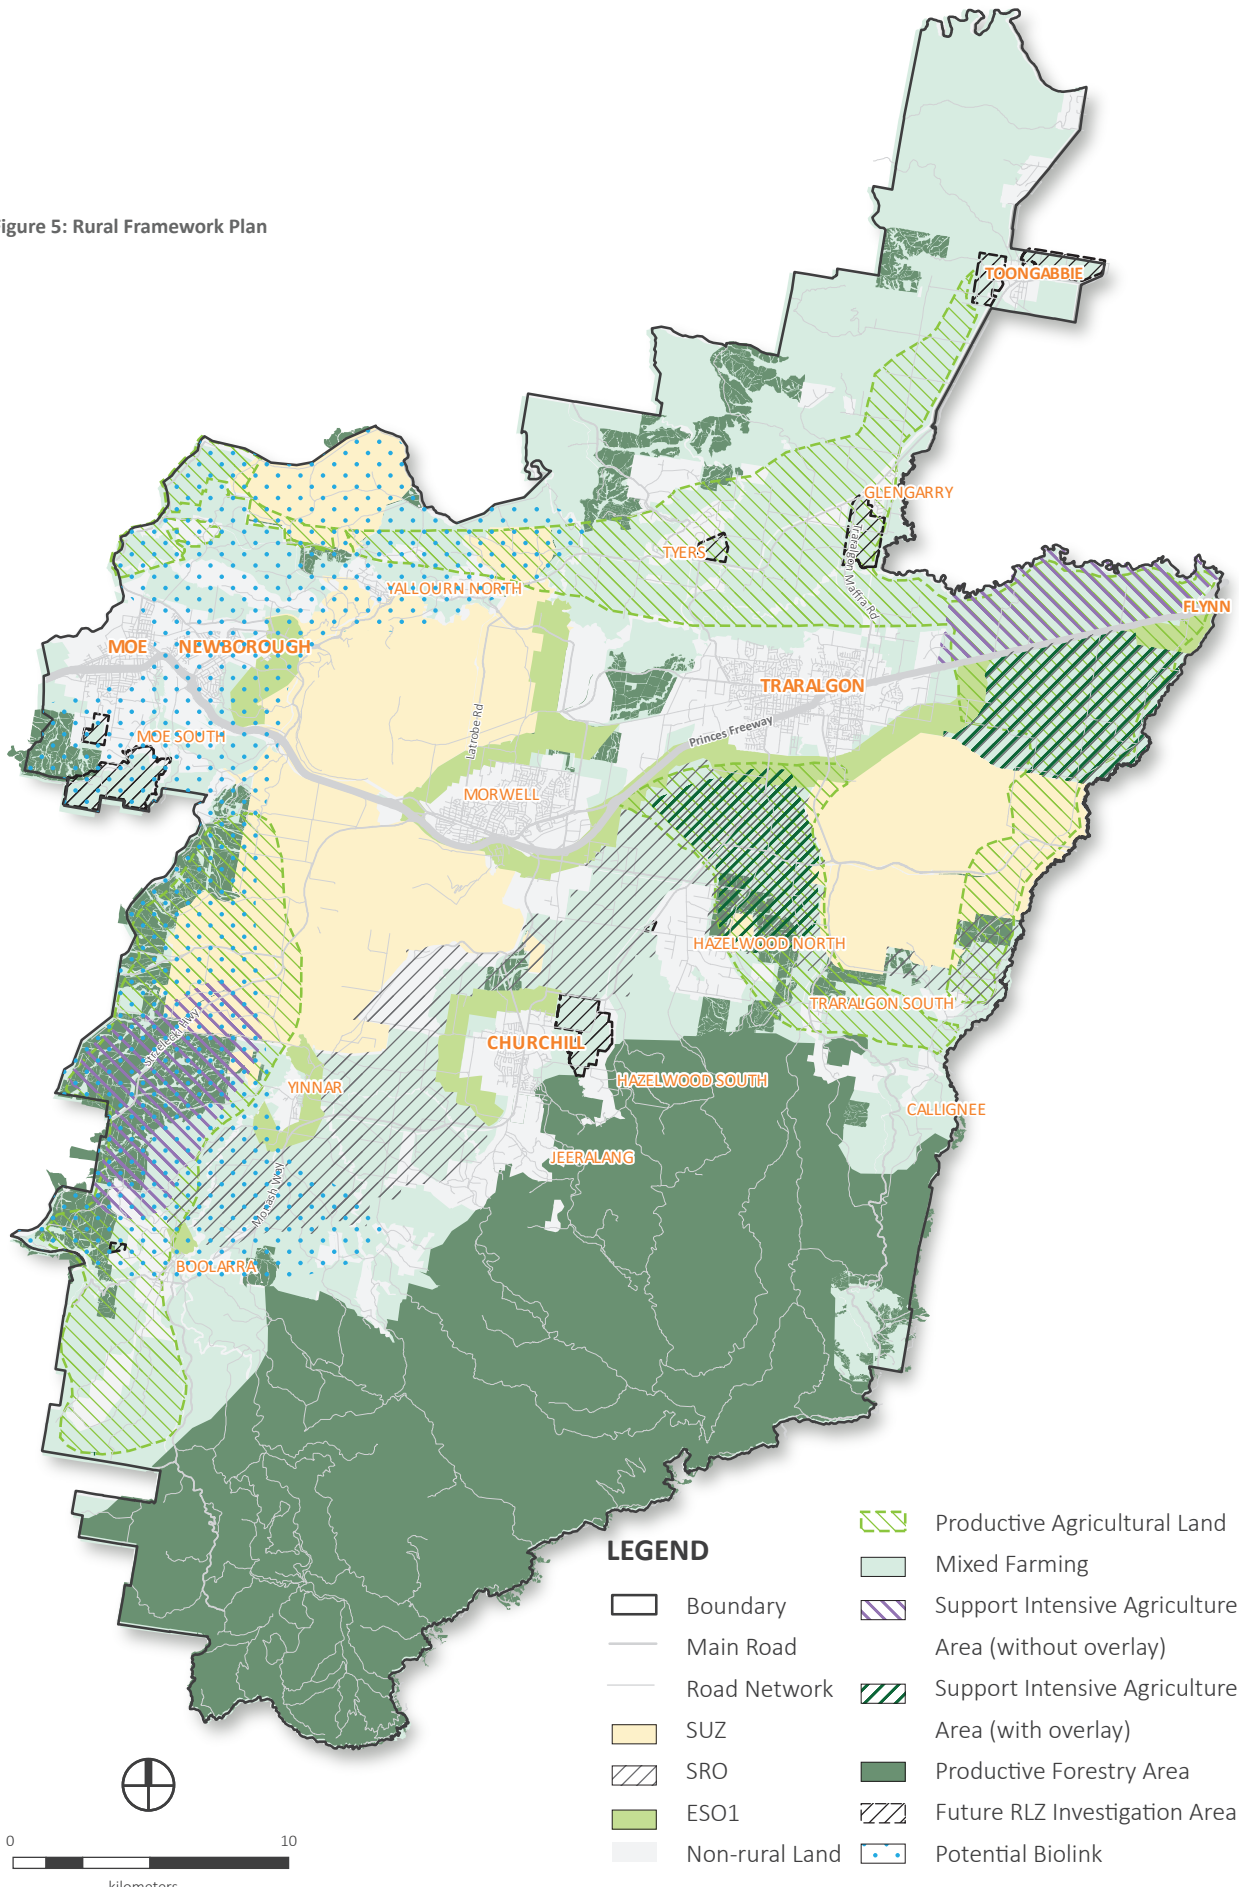 Figure 5: Rural Framework Plan
TOONGABBIE
GLENGARRY
TYERS
Traralgon Maffra Rd
YALLOURN NORTH
FLYNN
MOE
NEWBOROUGH
TRARALGON
Latrobe Rd
Princes Freeway
MOE SOUTH
MORWELL
HAZELWOOD NORTH
TRARALGON SOUTH
Strzelecki Hwy
CHURCHILL
YINNAR
HAZELWOOD SOUTH
CALLIGNEE
JEERALANG
Monash Way
BOOLARRA
LEGEND
Boundary
Main Road
Road Network
SUZ
SRO
ESO1
Non-rural Land
Productive Agricultural Land
Mixed Farming
Support Intensive Agriculture
Area (without overlay)
Support Intensive Agriculture
Area (with overlay)
Productive Forestry Area
Future RLZ Investigation Area
Potential Biolink
0 10
kilometers